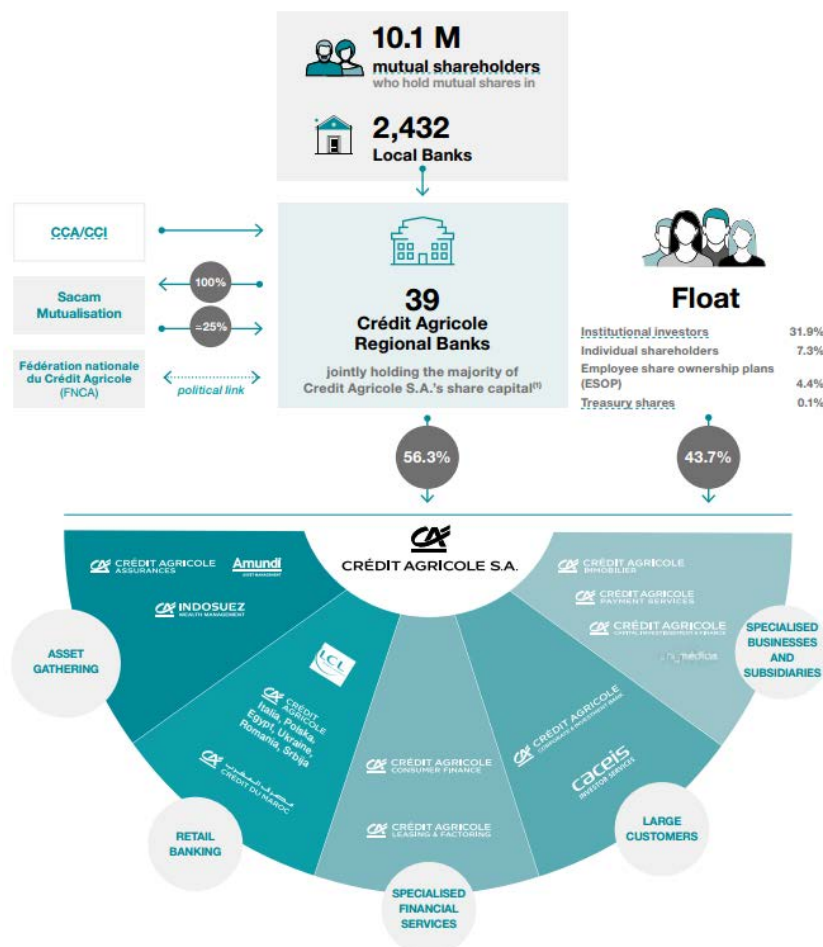 10.1 M
mutual shareholders
who hold mutual shares in
2,432
Local Banks
CCA/CCI
Sacam
Mutualisation
100%
=25%
Fédération nationale
du Crédit Agricole
(FNCA)
political link
39
Crédit Agricole
Regional Banks
jointly holding the majority of
Credit Agricole S.A.'s share capital(1)
Float
Institutional investors 31.9%
Individual shareholders 7.3%
Employee share ownership plans
(ESOP) 4.4%
Treasury shares 0.1%
56.3%
43.7%
CRÉDIT AGRICOLE S.A.
CRÉDIT AGRICOLE
ASSURANCES
Amundi
ASSET MANAGEMENT
INDOSUEZ
WEALTH MANAGEMENT
ASSET
GATHERING
LCL
CRÉDIT
AGRICOLE
Italia, Polska,
Egypt, Ukraine,
Romania, Srbija
مصرف المغرب
CRÉDIT DU MAROC
RETAIL
BANKING
CRÉDIT AGRICOLE
CONSUMER FINANCE
CRÉDIT AGRICOLE
LEASING & FACTORING
SPECIALISED
FINANCIAL
SERVICES
CRÉDIT AGRICOLE
CORPORATE & INVESTMENT BANK
caceis
INVESTOR SERVICES
LARGE
CUSTOMERS
CRÉDIT AGRICOLE
IMMOBILIER
CRÉDIT AGRICOLE
PAYMENT SERVICES
CRÉDIT AGRICOLE
CAPITAL INVESTISSEMENT & FINANCE
SPECIALISED
BUSINESSES
AND
SUBSIDIARIES